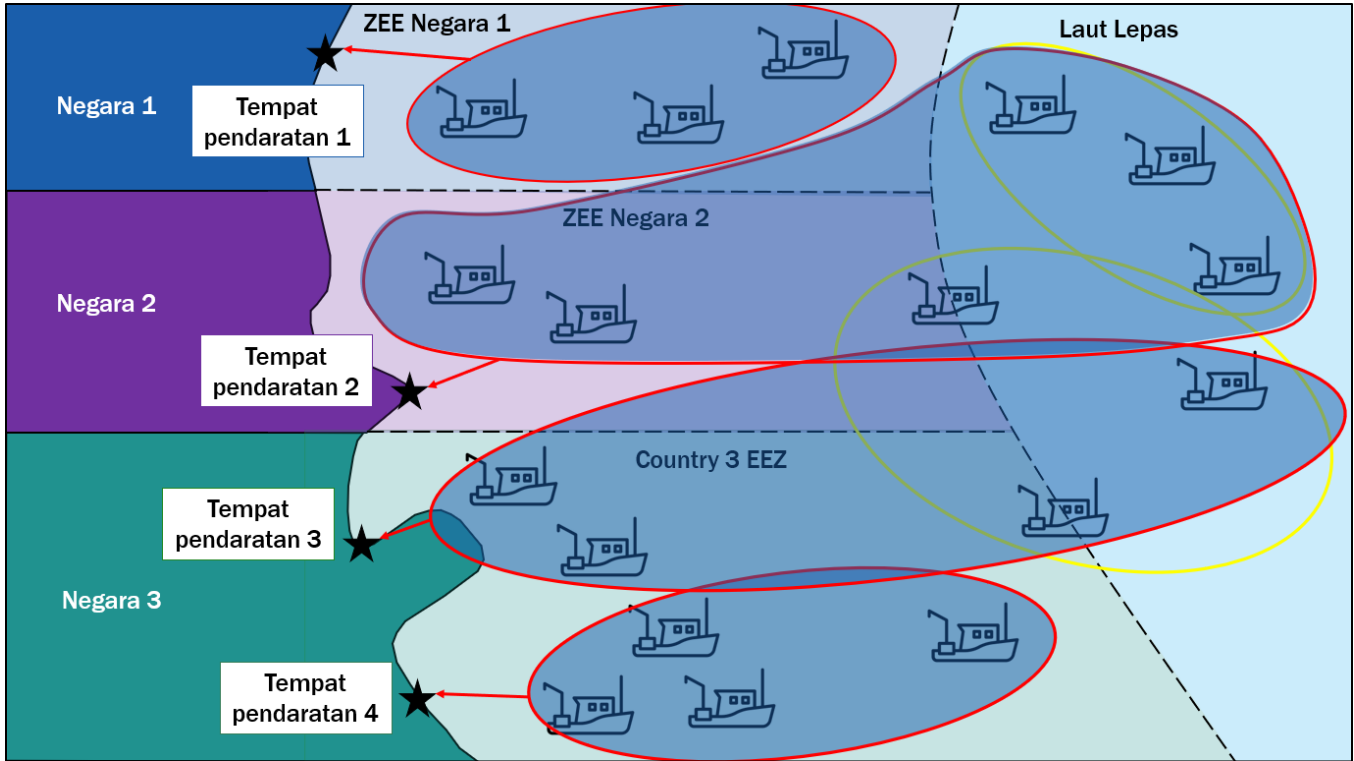 ZEE Negara 1
Laut Lepas
Negara 1
Tempat
pendaratan 1
ZEE Negara 2
Negara 2
Tempat
pendaratan 2
Country 3 EEZ
Tempat
pendaratan 3
Negara 3
Tempat
pendaratan 4